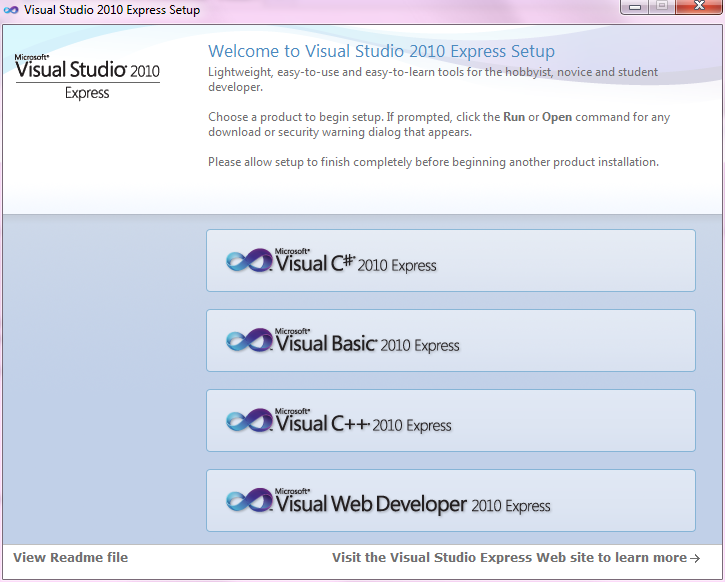 Visual Studio 2010 Express Setup
Microsoft®
Visual Studio® 2010
Express
Welcome to Visual Studio 2010 Express Setup
Lightweight, easy-to-use and easy-to-learn tools for the hobbyist, novice and student
developer.
Choose a product to begin setup. If prompted, click the Run or Open command for any
download or security warning dialog that appears.
Please allow setup to finish completely before beginning another product installation.
Microsoft®
Visual C#® 2010 Express
Microsoft®
Visual Basic® 2010 Express
Microsoft®
Visual C++® 2010 Express
Microsoft®
Visual Web Developer 2010 Express
View Readme file
Visit the Visual Studio Express Web site to learn more→